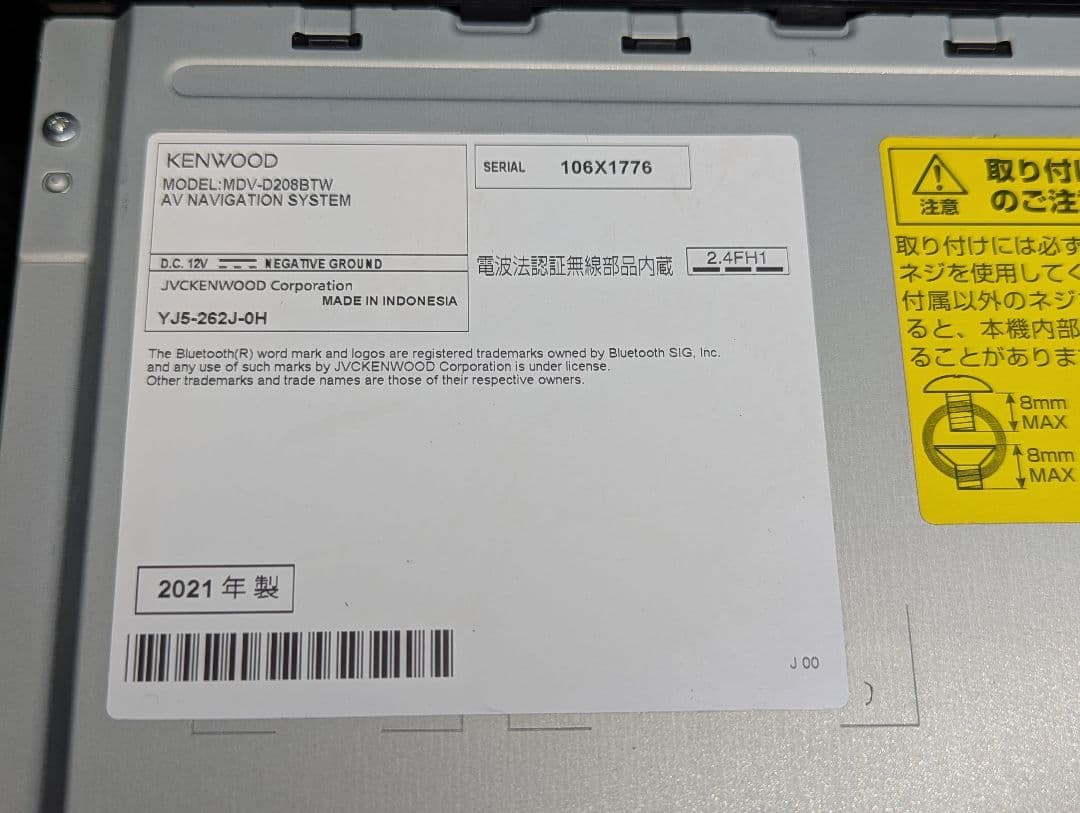 KENWOOD
MODEL:MDV-D208BTW
AV NAVIGATION SYSTEM
SERIAL 106X1776
D.C. 12V NEGATIVE GROUND
JVCKENWOOD Corporation
MADE IN INDONESIA
YJ5-262J-0H
電波法認証無線部品内蔵 2.4FH1
The Bluetooth(R) word mark and logos are registered trademarks owned by Bluetooth SIG, Inc.
and any use of such marks by JVCKENWOOD Corporation is under license.
Other trademarks and trade names are those of their respective owners.
2021 年 製
J 00
注意
取り付け
のご注
取り付けには必ず
ネジを使用してく
付属以外のネジ
ると、本機内部
ることがありま
8mm
MAX
8mm
MAX